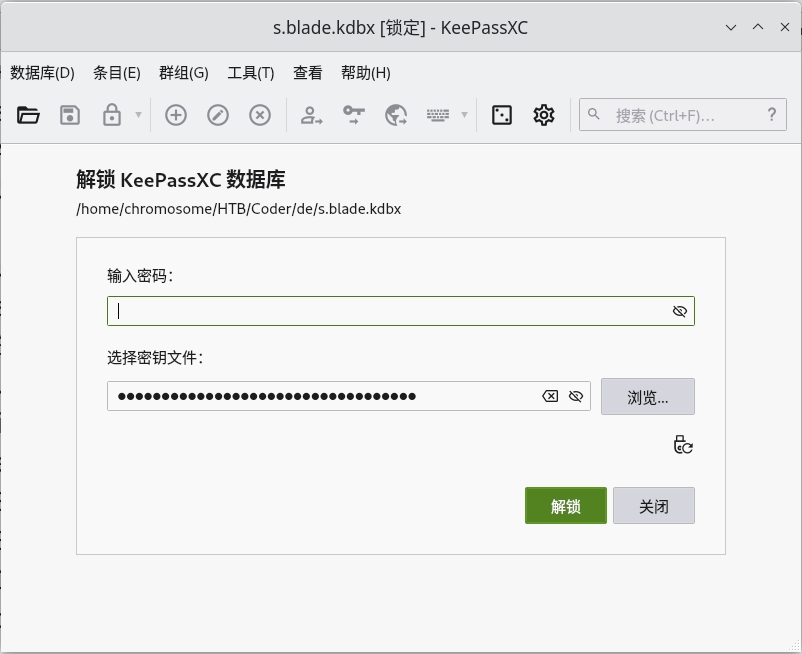 s.blade.kdbx [锁定] - KeePassXC
数据库(D) 条目(E) 群组(G) 工具(T) 查看 帮助(H)
搜索 (Ctrl+F)... ?
解锁 KeePassXC 数据库
/home/chromosome/HTB/Coder/de/s.blade.kdbx
输入密码：
选择密钥文件：
●●●●●●●●●●●●●●●●●●●●●●●●●●●●●●●●●●
浏览...
解锁 关闭